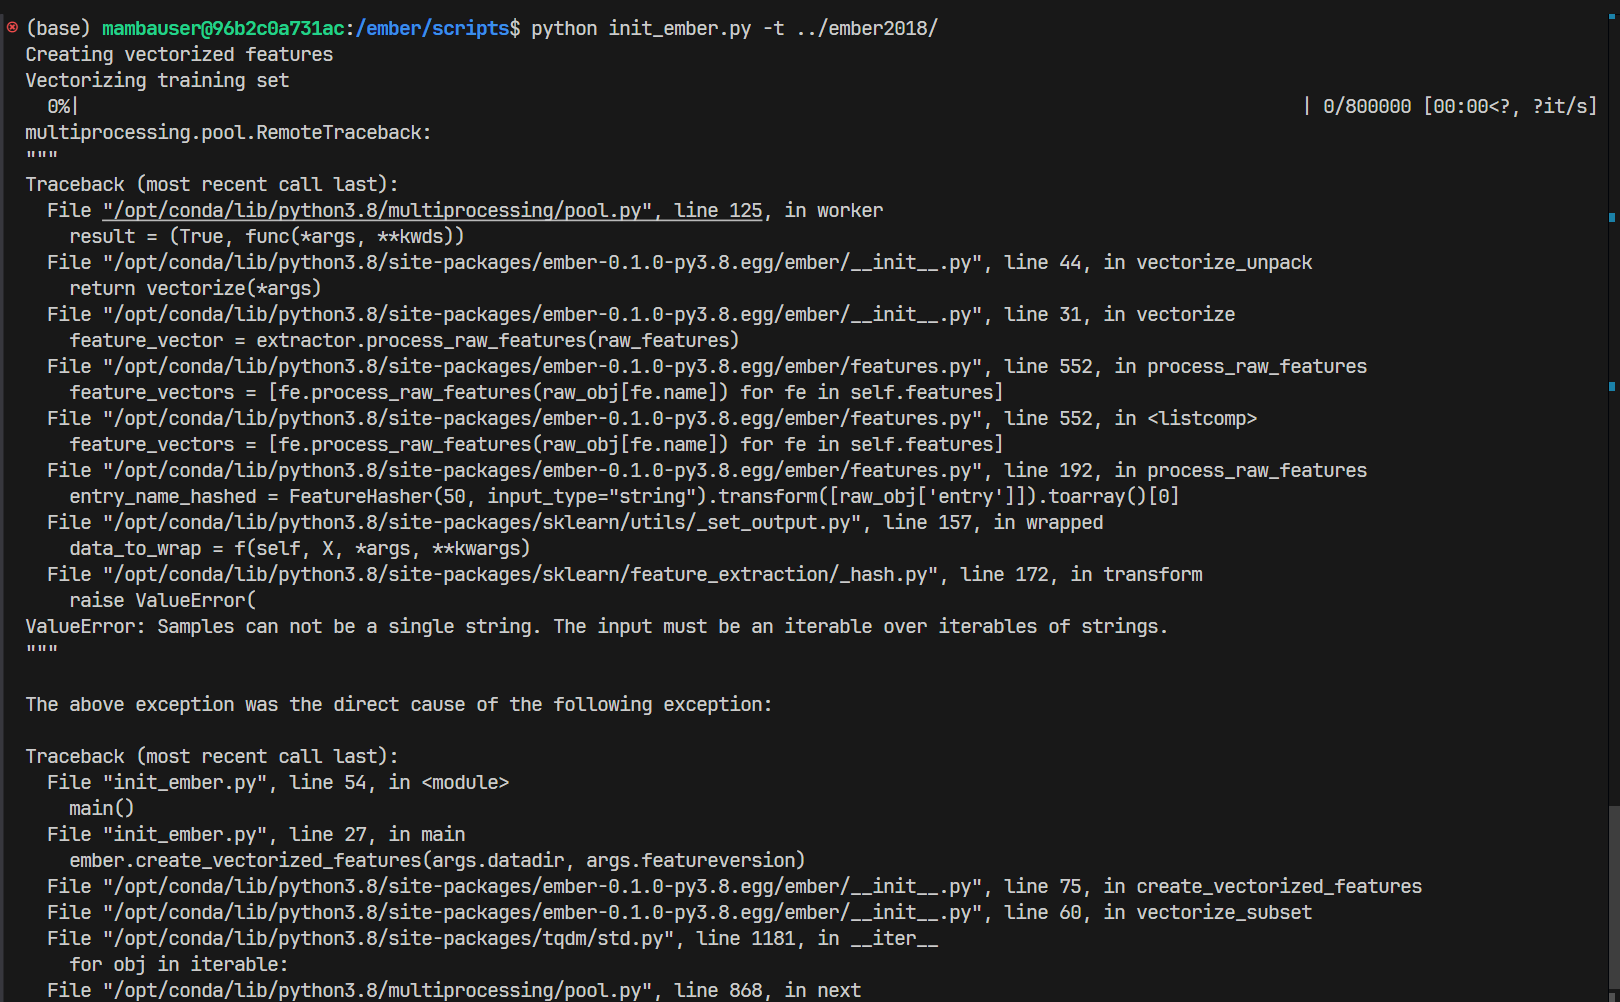 (base) mambauser@96b2c0a731ac:/ember/scripts$ python init_ember.py -t ../ember2018/
Creating vectorized features
Vectorizing training set
  0%|                                                                                                                | 0/800000 [00:00<?, ?it/s]
multiprocessing.pool.RemoteTraceback:
"""
Traceback (most recent call last):
  File "/opt/conda/lib/python3.8/multiprocessing/pool.py", line 125, in worker
    result = (True, func(*args, **kwds))
  File "/opt/conda/lib/python3.8/site-packages/ember-0.1.0-py3.8.egg/ember/__init__.py", line 44, in vectorize_unpack
    return vectorize(*args)
  File "/opt/conda/lib/python3.8/site-packages/ember-0.1.0-py3.8.egg/ember/__init__.py", line 31, in vectorize
    feature_vector = extractor.process_raw_features(raw_features)
  File "/opt/conda/lib/python3.8/site-packages/ember-0.1.0-py3.8.egg/ember/features.py", line 552, in process_raw_features
    feature_vectors = [fe.process_raw_features(raw_obj[fe.name]) for fe in self.features]
  File "/opt/conda/lib/python3.8/site-packages/ember-0.1.0-py3.8.egg/ember/features.py", line 552, in <listcomp>
    feature_vectors = [fe.process_raw_features(raw_obj[fe.name]) for fe in self.features]
  File "/opt/conda/lib/python3.8/site-packages/ember-0.1.0-py3.8.egg/ember/features.py", line 192, in process_raw_features
    entry_name_hashed = FeatureHasher(50, input_type="string").transform([raw_obj['entry']]).toarray()[0]
  File "/opt/conda/lib/python3.8/site-packages/sklearn/utils/_set_output.py", line 157, in wrapped
    data_to_wrap = f(self, X, *args, **kwargs)
  File "/opt/conda/lib/python3.8/site-packages/sklearn/feature_extraction/_hash.py", line 172, in transform
    raise ValueError(
ValueError: Samples can not be a single string. The input must be an iterable over iterables of strings.
"""

The above exception was the direct cause of the following exception:

Traceback (most recent call last):
  File "init_ember.py", line 54, in <module>
    main()
  File "init_ember.py", line 27, in main
    ember.create_vectorized_features(args.datadir, args.featureversion)
  File "/opt/conda/lib/python3.8/site-packages/ember-0.1.0-py3.8.egg/ember/__init__.py", line 75, in create_vectorized_features
  File "/opt/conda/lib/python3.8/site-packages/ember-0.1.0-py3.8.egg/ember/__init__.py", line 60, in vectorize_subset
  File "/opt/conda/lib/python3.8/site-packages/tqdm/std.py", line 1181, in __iter__
    for obj in iterable:
  File "/opt/conda/lib/python3.8/multiprocessing/pool.py", line 868, in next